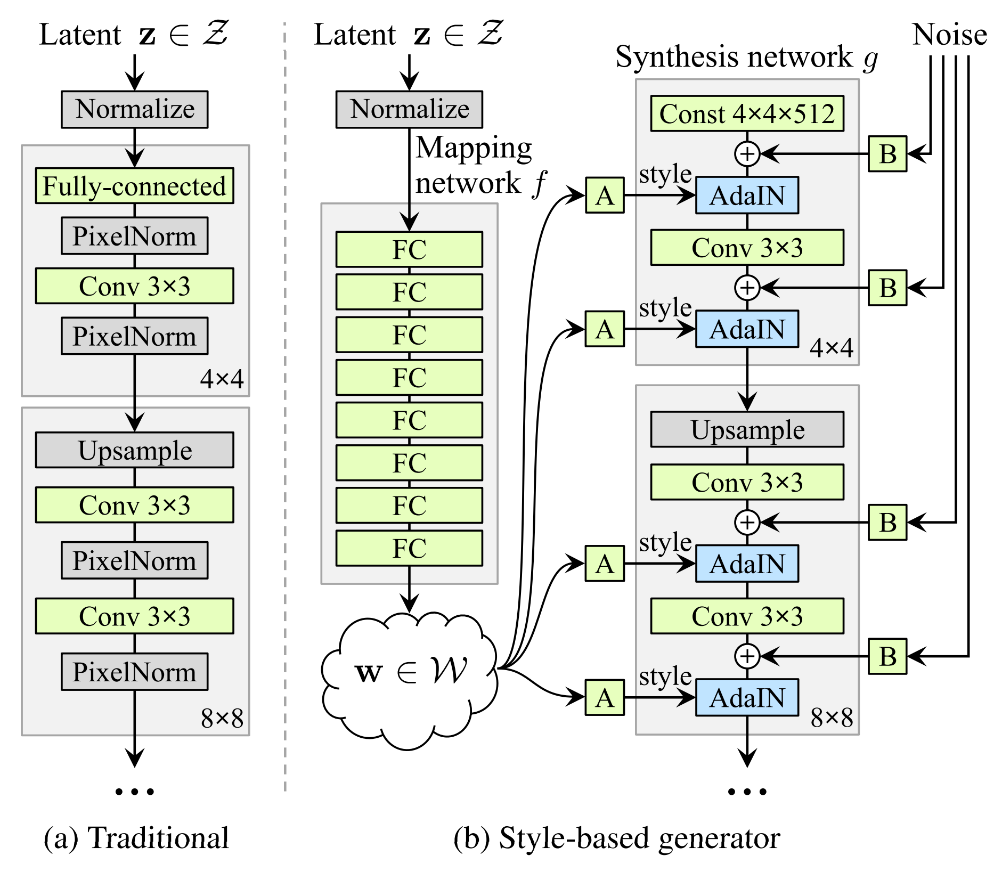 Latent z ∈ 𝒵
Normalize
Fully-connected
PixelNorm
Conv 3×3
PixelNorm
4×4
Upsample
Conv 3×3
PixelNorm
Conv 3×3
PixelNorm
8×8
...
(a) Traditional
Latent z ∈ 𝒵
Normalize
Mapping
network f
FC
FC
FC
FC
FC
FC
FC
FC
w ∈ 𝒲
A
style
A
style
A
style
A
style
Synthesis network g
Const 4×4×512
AdaIN
Conv 3×3
AdaIN
4×4
Upsample
Conv 3×3
AdaIN
Conv 3×3
AdaIN
8×8
...
Noise
B
B
B
B
(b) Style-based generator